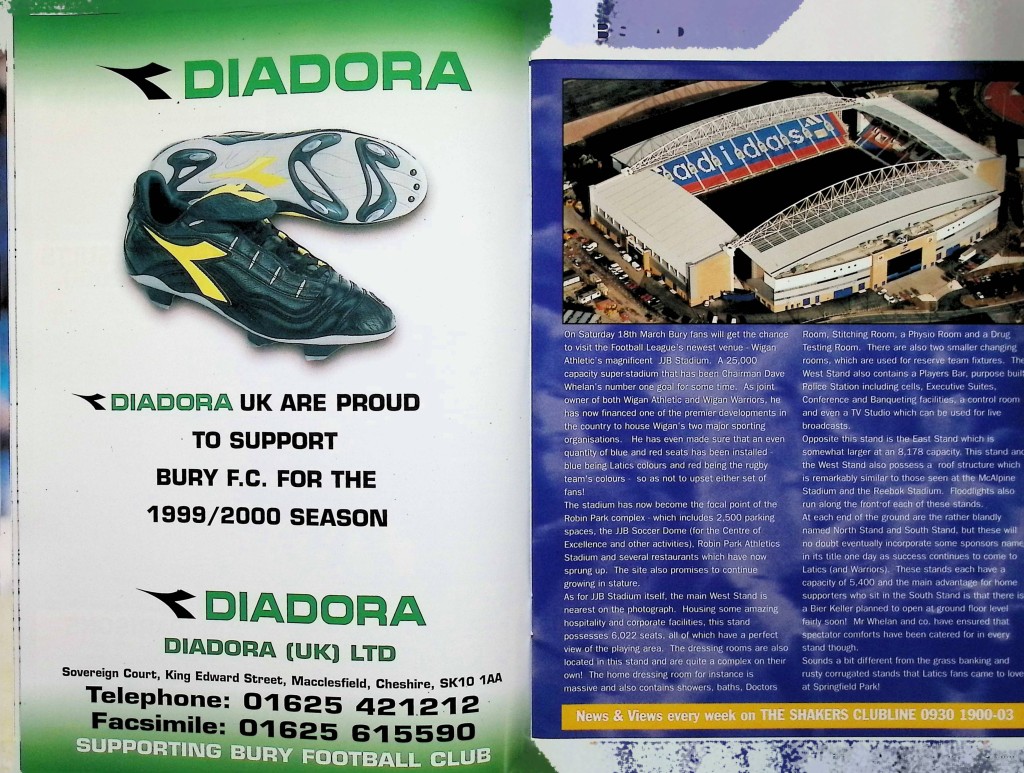 DIADORA
DIADORA UK ARE PROUD
TO SUPPORT
BURY F.C. FOR THE
1999/2000 SEASON
DIADORA
DIADORA (UK) LTD
Sovereign Court, King Edward Street, Macclesfield, Cheshire, SK10 1AA
Telephone: 01625 421212
Facsimile: 01625 615590
SUPPORTING BURY FOOTBALL CLUB
adidas
On Saturday 18th March Bury fans will get the chance
to visit the Football League's newest venue - Wigan
Athletic's magnificent JJB Stadium. A 25,000
capacity super-stadium that has been Chairman Dave
Whelan's number one goal for some time. As joint
owner of both Wigan Athletic and Wigan Warriors, he
has now financed one of the premier developments in
the country to house Wigan's two major sporting
organisations. He has even made sure that an even
quantity of blue and red seats has been installed -
blue being Latics colours and red being the rugby
team's colours - so as not to upset either set of
fans!
The stadium has now become the focal point of the
Robin Park complex - which includes 2,500 parking
spaces, the JJB Soccer Dome (for the Centre of
Excellence and other activities), Robin Park Athletics
Stadium and several restaurants which have now
sprung up. The site also promises to continue
growing in stature.
As for JJB Stadium itself, the main West Stand is
nearest on the photograph. Housing some amazing
hospitality and corporate facilities, this stand
possesses 6,022 seats, all of which have a perfect
view of the playing area. The dressing rooms are also
located in this stand and are quite a complex on their
own! The home dressing room for instance is
massive and also contains showers, baths, Doctors
Room, Stitching Room, a Physio Room and a Drug
Testing Room. There are also two smaller changing
rooms, which are used for reserve team fixtures. The
West Stand also contains a Players Bar, purpose built
Police Station including cells, Executive Suites,
Conference and Banqueting facilities, a control room
and even a TV Studio which can be used for live
broadcasts.
Opposite this stand is the East Stand which is
somewhat larger at an 8,178 capacity. This stand and
the West Stand also possess a roof structure which
is remarkably similar to those seen at the McAlpine
Stadium and the Reebok Stadium. Floodlights also
run along the front of each of these stands.
At each end of the ground are the rather blandly
named North Stand and South Stand, but these will
no doubt eventually incorporate some sponsors name
in its title one day as success continues to come to
Latics (and Warriors). These stands each have a
capacity of 5,400 and the main advantage for home
supporters who sit in the South Stand is that there is
a Bier Keller planned to open at ground floor level
fairly soon! Mr Whelan and co. have ensured that
spectator comforts have been catered for in every
stand though.
Sounds a bit different from the grass banking and
rusty corrugated stands that Latics fans came to love
at Springfield Park!
News & Views every week on THE SHAKERS CLUBLINE 0930 1900-03